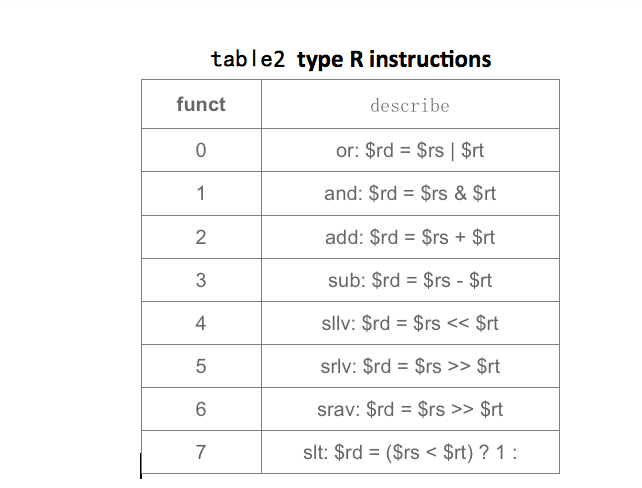 table2 type R instructions
funct describe
0 or: $rd = $rs | $rt
1 and: $rd = $rs & $rt
2 add: $rd = $rs + $rt
3 sub: $rd = $rs - $rt
4 sllv: $rd = $rs << $rt
5 srlv: $rd = $rs >> $rt
6 srav: $rd = $rs >> $rt
7 slt: $rd = ($rs < $rt) ? 1 :